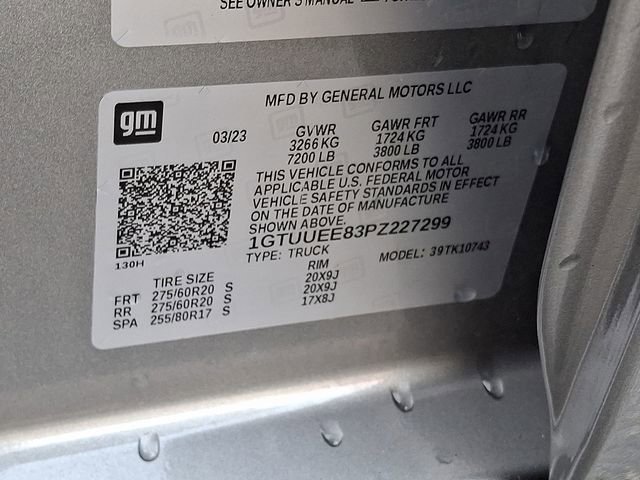 SEE OWNER'S MANUAL
gm
MFD BY GENERAL MOTORS LLC
03/23
GVWR GAWR FRT GAWR RR
3266 KG 1724 KG 1724 KG
7200 LB 3800 LB 3800 LB
THIS VEHICLE CONFORMS TO ALL
APPLICABLE U.S. FEDERAL MOTOR
VEHICLE SAFETY STANDARDS IN EFFECT
ON THE DATE OF MANUFACTURE
SHOWN ABOVE.
1GTUUEE83PZ227299
TYPE: TRUCK MODEL: 39TK10743
130H
TIRE SIZE RIM
FRT 275/60R20 S 20X9J
RR 275/60R20 S 20X9J
SPA 255/80R17 S 17X8J